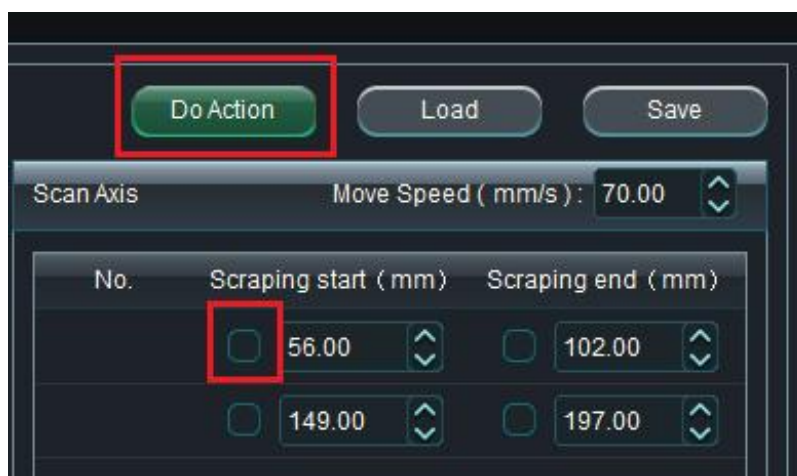 Do Action Load Save
Scan Axis Move Speed ( mm/s ) : 70.00
No. Scraping start ( mm) Scraping end ( mm)
56.00 102.00
149.00 197.00